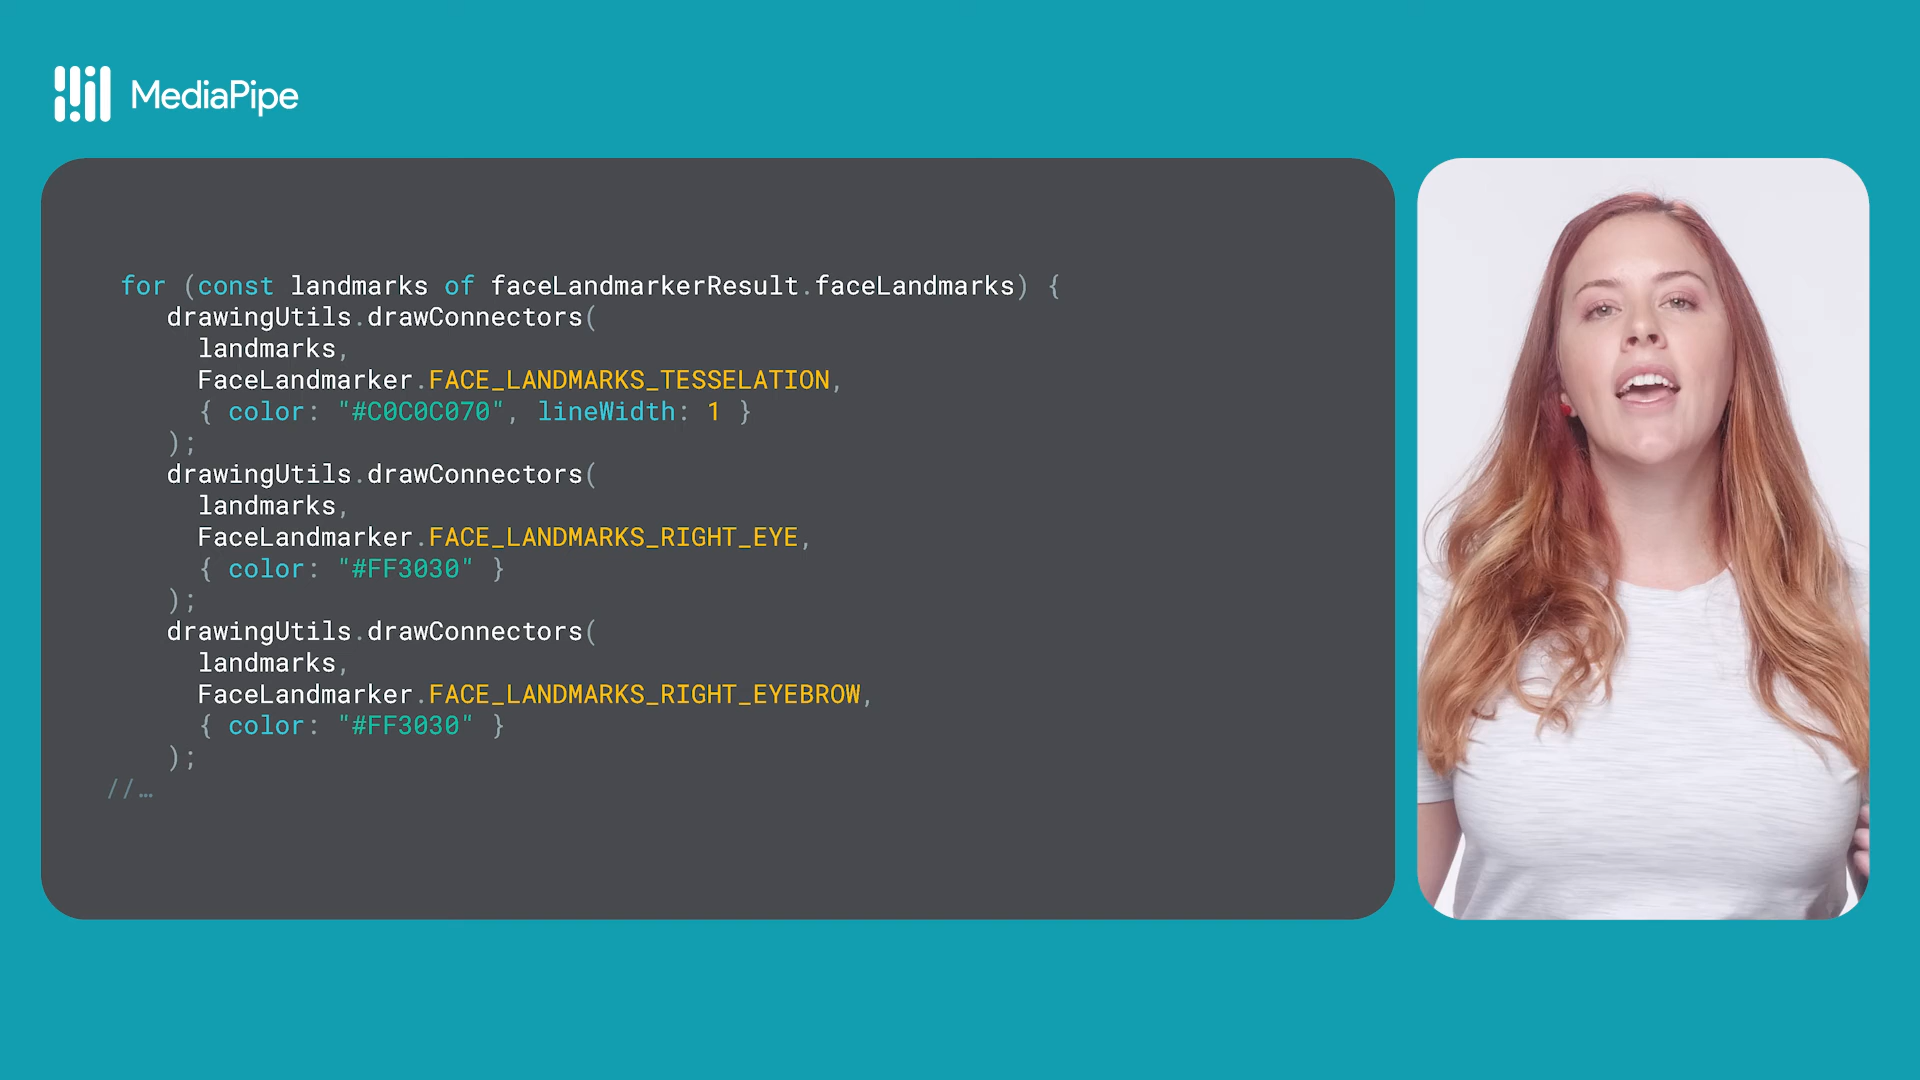 MediaPipe
for (const landmarks of faceLandmarkerResult.faceLandmarks) {
drawingUtils.drawConnectors(
landmarks,
FaceLandmarker.FACE_LANDMARKS_TESSELATION,
{ color: "#C0C0C070", lineWidth: 1 }
);
drawingUtils.drawConnectors(
landmarks,
FaceLandmarker.FACE_LANDMARKS_RIGHT_EYE,
{ color: "#FF3030" }
);
drawingUtils.drawConnectors(
landmarks,
FaceLandmarker.FACE_LANDMARKS_RIGHT_EYEBROW,
{ color: "#FF3030" }
);
//…